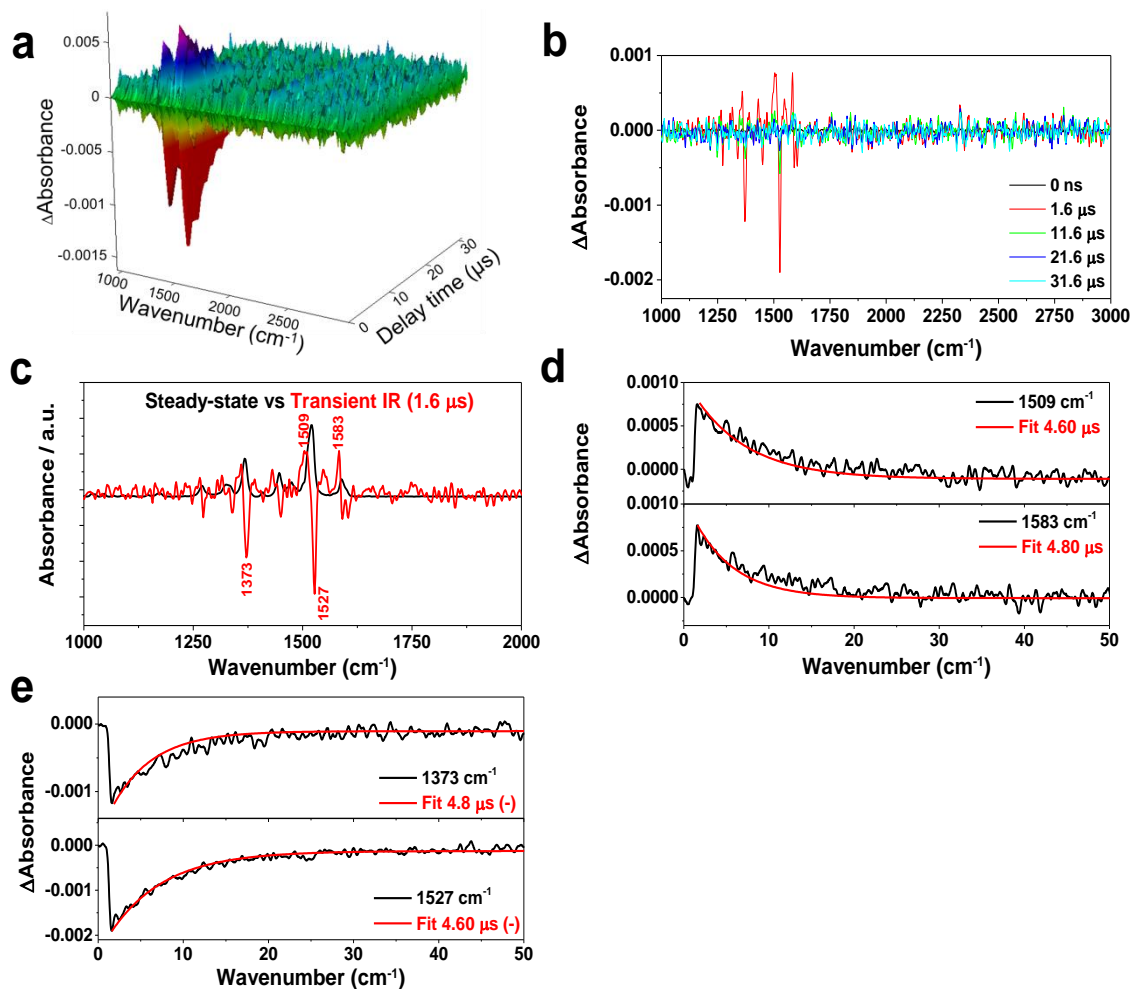 a
0.005
0
-0.005
-0.001
-0.0015
ΔAbsorbance
1000
1500
2000
2500
Wavenumber (cm⁻¹)
0
10
20
30
Delay time (μs)
b
0.001
0.000
-0.001
-0.002
ΔAbsorbance
0 ns
1.6 μs
11.6 μs
21.6 μs
31.6 μs
1000 1250 1500 1750 2000 2250 2500 2750 3000
Wavenumber (cm⁻¹)
c
Steady-state vs Transient IR (1.6 μs)
1509
1583
1373
1527
Absorbance / a.u.
1000 1250 1500 1750 2000
Wavenumber (cm⁻¹)
d
0.0010
0.0005
0.0000
1509 cm⁻¹
Fit 4.60 μs
0.0010
0.0005
0.0000
1583 cm⁻¹
Fit 4.80 μs
ΔAbsorbance
0 10 20 30 40 50
Wavenumber (cm⁻¹)
e
0.000
-0.001
1373 cm⁻¹
Fit 4.8 μs (-)
0.000
-0.001
-0.002
1527 cm⁻¹
Fit 4.60 μs (-)
ΔAbsorbance
0 10 20 30 40 50
Wavenumber (cm⁻¹)